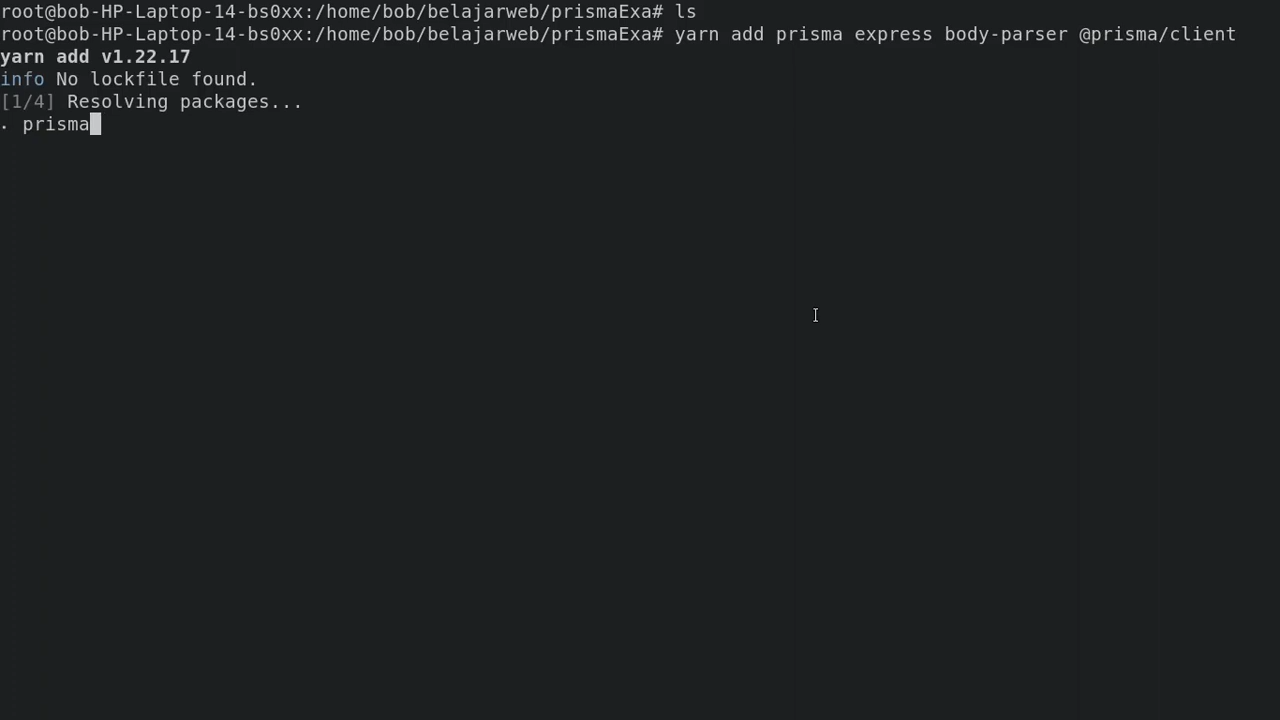 root@bob-HP-Laptop-14-bs0xx:/home/bob/belajarweb/prismaExa# ls
root@bob-HP-Laptop-14-bs0xx:/home/bob/belajarweb/prismaExa# yarn add prisma express body-parser @prisma/client
yarn add v1.22.17
info No lockfile found.
[1/4] Resolving packages...
⠂ prisma